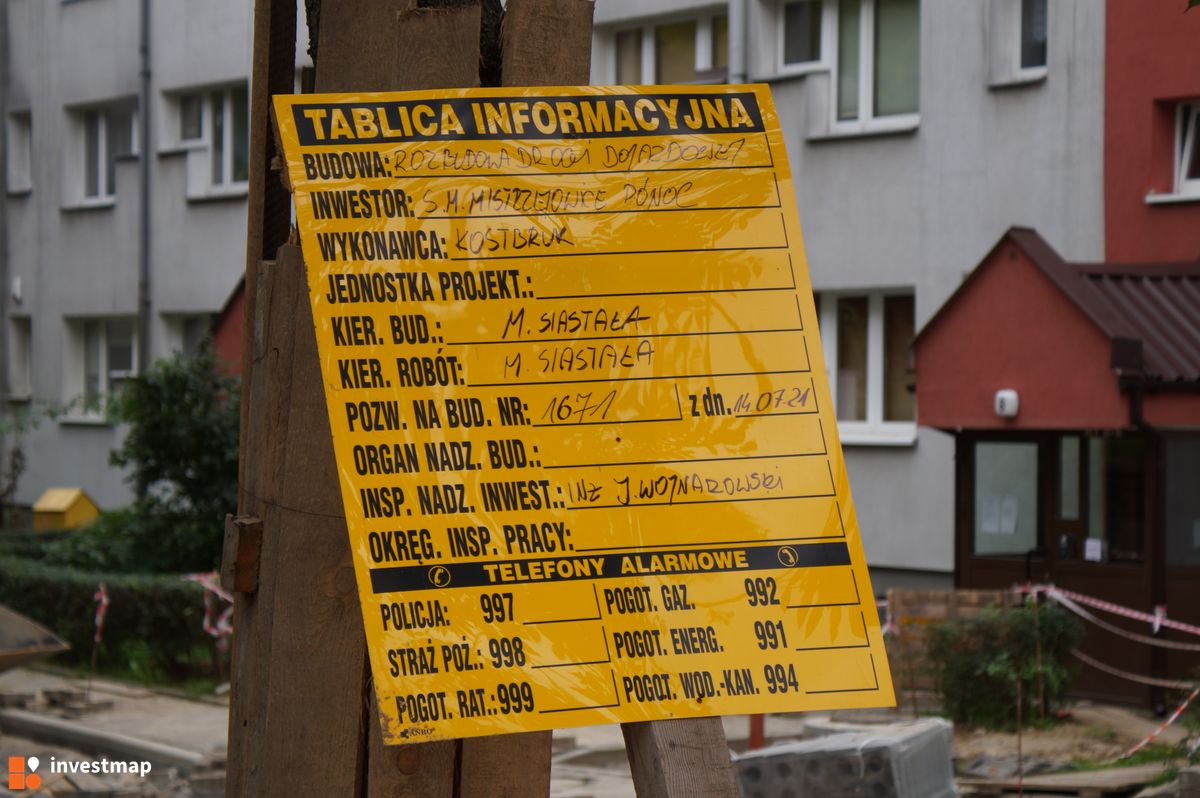 TABLICA INFORMACYJNA
BUDOWA: ROZBUDOWA DROGI DOJAZDOWEJ
INWESTOR: S.M. MISTRZEJOWICE PÓNOC
WYKONAWCA: KOSTBRUK
JEDNOSTKA PROJEKT.:
KIER. BUD.: M. SIASTAŁA
KIER. ROBÓT: M. SIASTAŁA
POZW. NA BUD. NR: 1671 z dn. 14.07.21
ORGAN NADZ. BUD.:
INSP. NADZ. INWEST.: INŻ J. WOJNAROWSKI
OKRĘG. INSP. PRACY:
TELEFONY ALARMOWE
POLICJA: 997 POGOT. GAZ. 992
STRAŻ POŻ.: 998 POGOT. ENERG. 991
POGOT. RAT.: 999 POGOT. WOD.-KAN. 994
ANRO
investmap